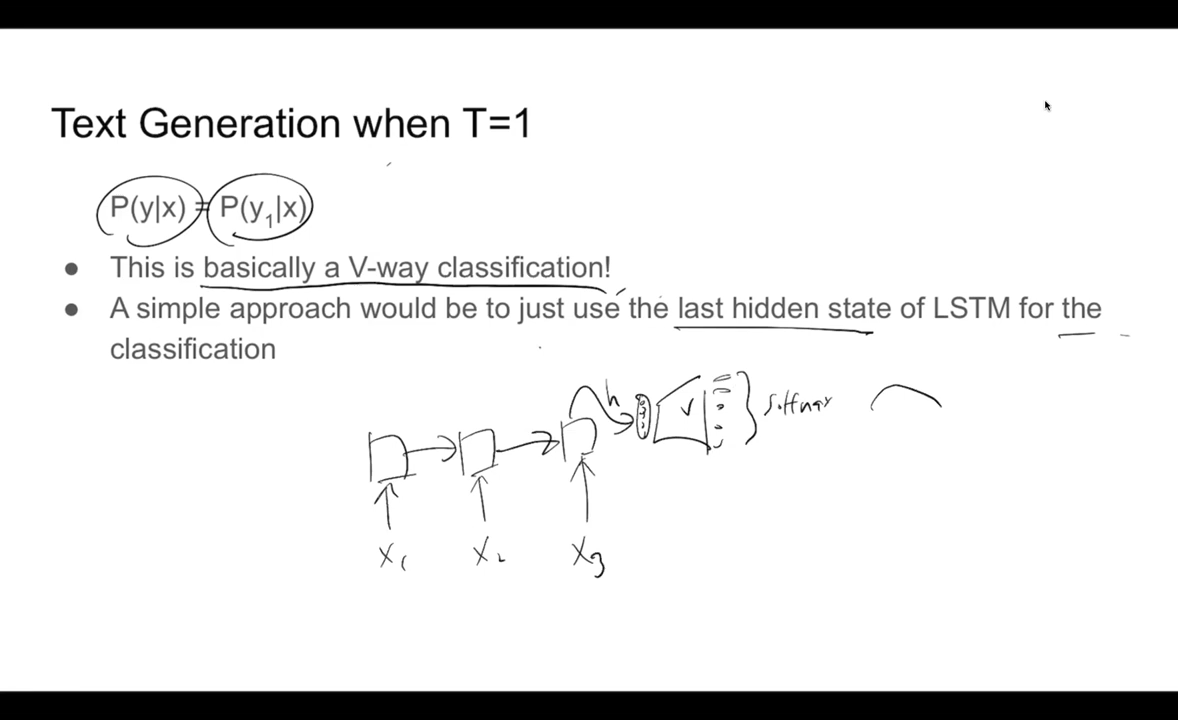 Text Generation when T=1
P(y|x) = P(y₁|x)
● This is basically a V-way classification!
● A simple approach would be to just use the last hidden state of LSTM for the
classification
h V softmax
x₁ x₂ x₃